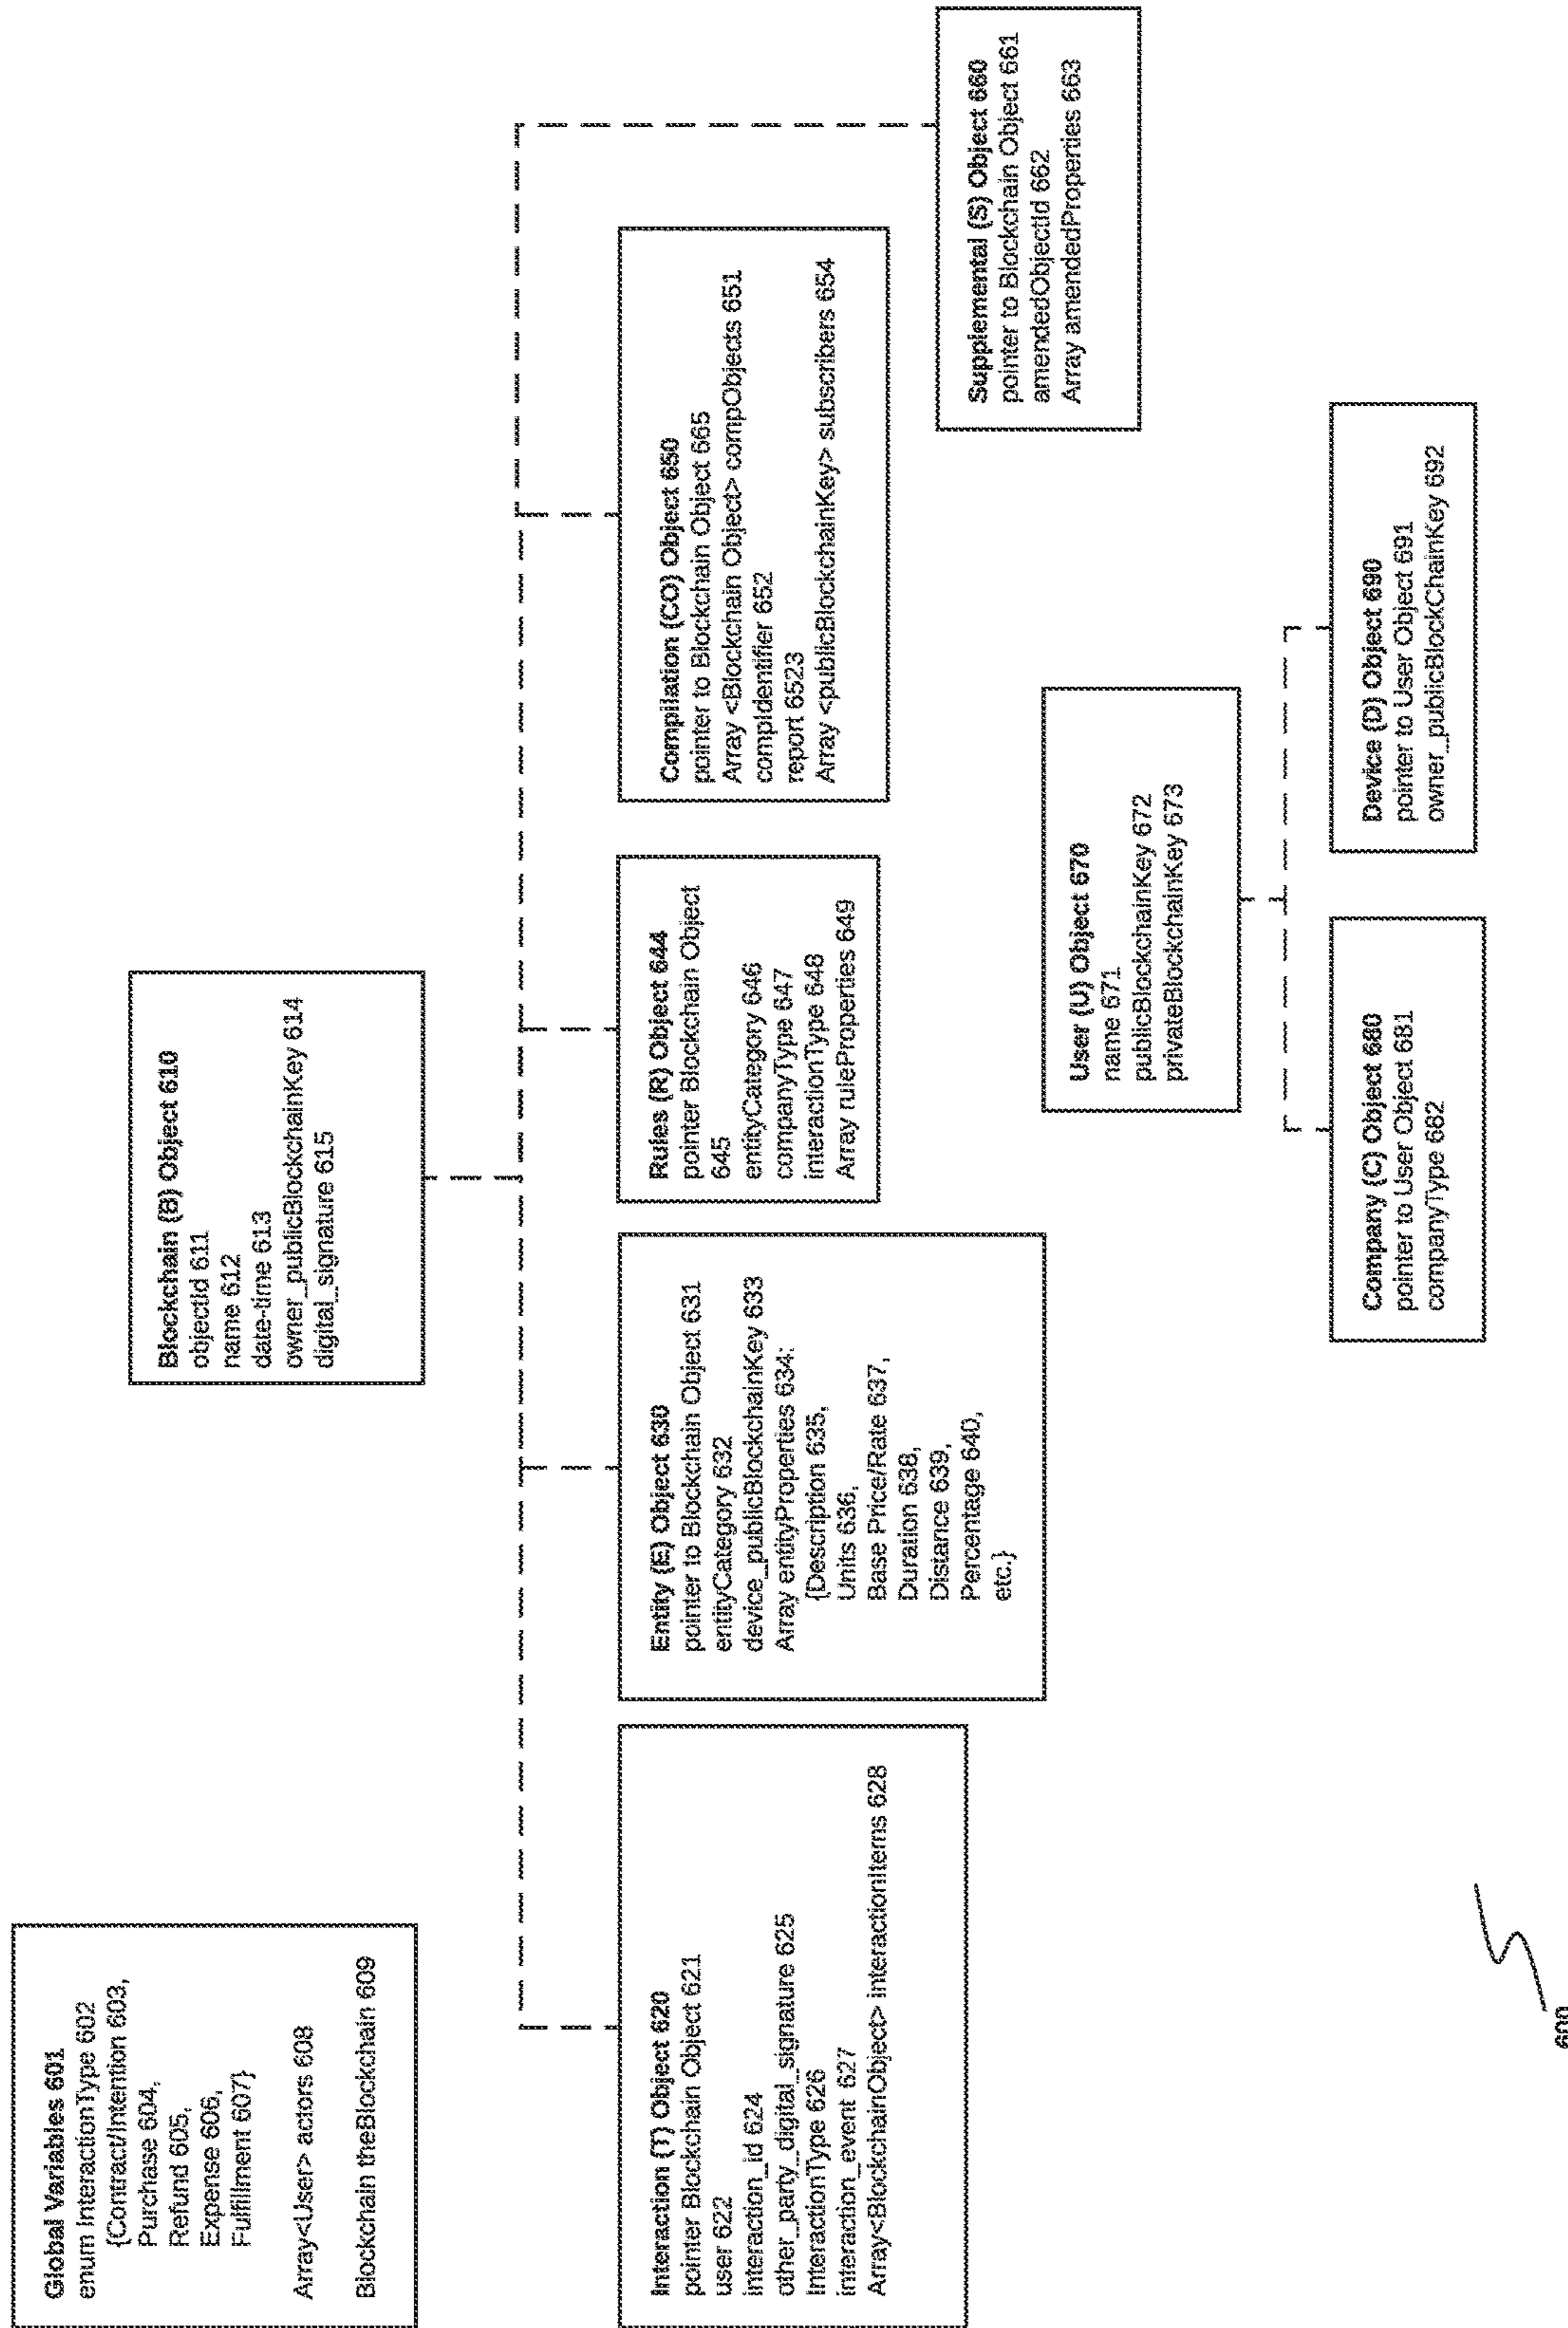 Global Variables 601
enum InteractionType 602
{Contract/Intention 603,
Purchase 604,
Refund 605,
Expense 606,
Fulfillment 607}
Array<User> actors 608
Blockchain theBlockchain 609
Blockchain (B) Object 610
objectId 611
name 612
date-time 613
owner_publicBlockchainKey 614
digital_signature 615
Interaction (T) Object 620
pointer Blockchain Object 621
user 622
interaction_id 624
other_party_digital_signature 625
InteractionType 626
interaction_event 627
Array<BlockchainObject> interactionItems 628
Entity (E) Object 630
pointer to Blockchain Object 631
entityCategory 632
device_publicBlockchainKey 633
Array entityProperties 634:
{Description 635,
Units 636,
Base Price/Rate 637,
Duration 638,
Distance 639,
Percentage 640,
etc.}
Rules (R) Object 644
pointer Blockchain Object
645
entityCategory 646
companyType 647
interactionType 648
Array ruleProperties 649
Compilation (CO) Object 650
pointer to Blockchain Object 665
Array <Blockchain Object> compObjects 651
compIdentifier 652
report 6523
Array <publicBlockchainKey> subscribers 654
Supplemental (S) Object 660
pointer to Blockchain Object 661
amendedObjectId 662
Array amendedProperties 663
User (U) Object 670
name 671
publicBlockchainKey 672
privateBlockchainKey 673
Company (C) Object 680
pointer to User Object 681
companyType 682
Device (D) Object 690
pointer to User Object 691
owner_publicBlockChainKey 692
600